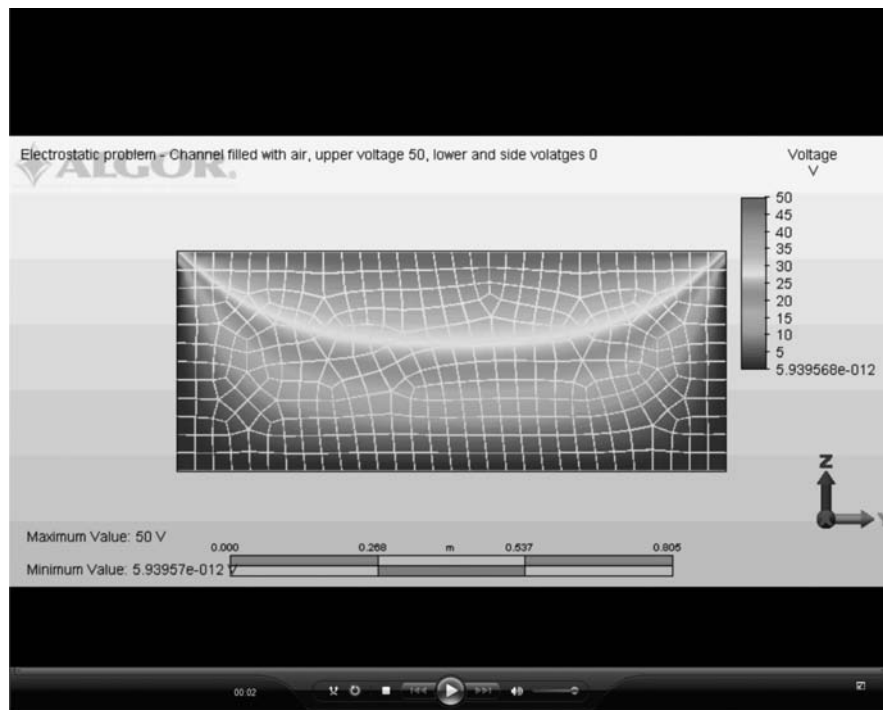 Electrostatic problem - Channel filled with air, upper voltage 50, lower and side volatges 0
ALGOR®
Voltage
V
50
45
40
35
30
25
20
15
10
5
5.939568e-012
Z
Y
Maximum Value: 50 V
0.000 0.268 m 0.537 0.805
Minimum Value: 5.93957e-012 V
00:02